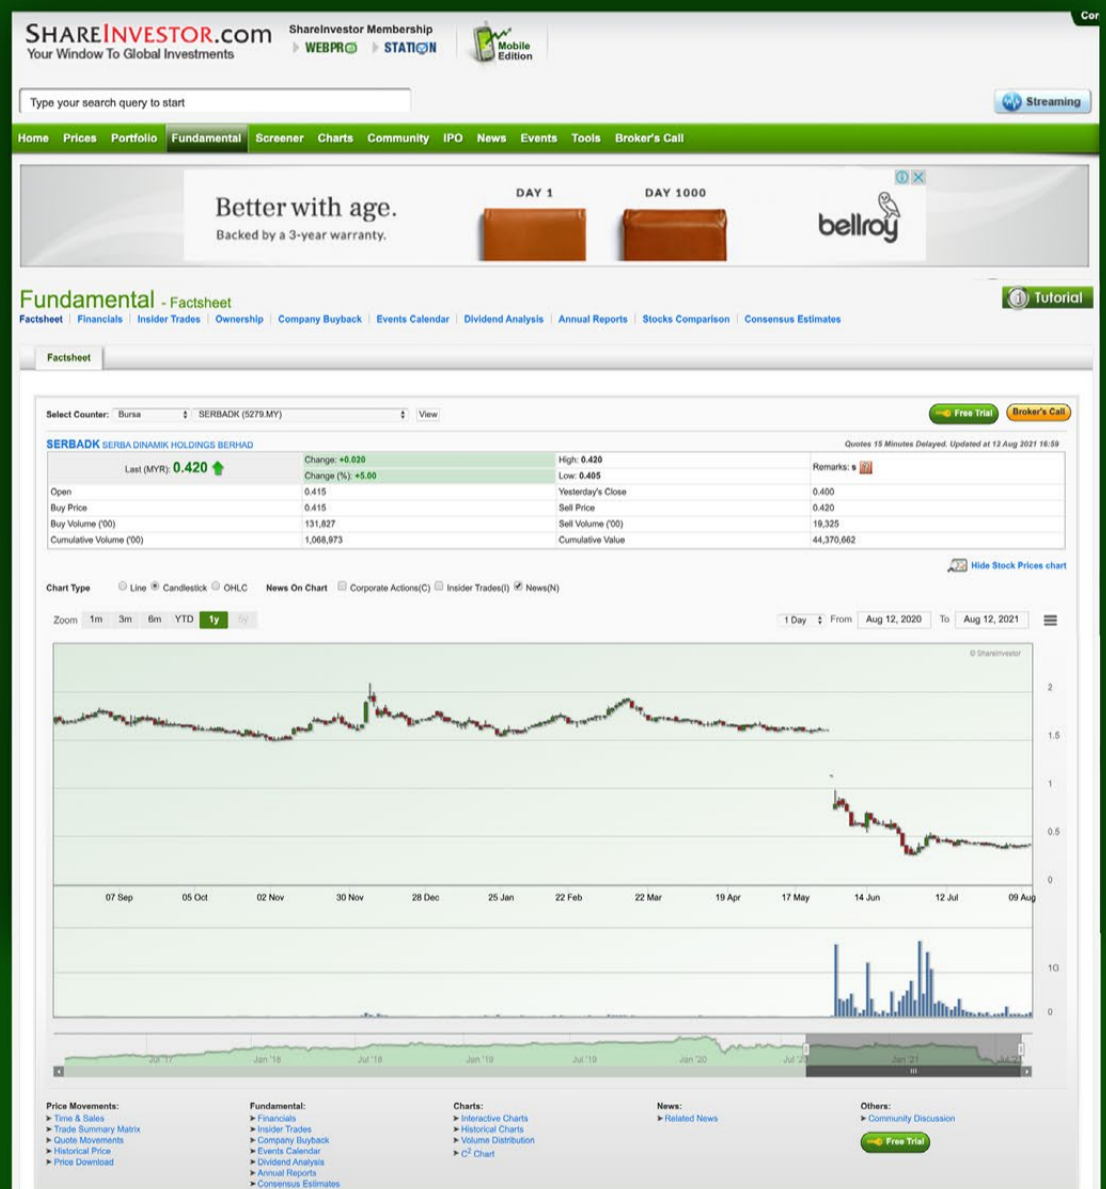 Cor
SHAREINVESTOR.com
Your Window To Global Investments
ShareInvestor Membership
WEBPRO
STATION
Mobile
Edition
Type your search query to start
Streaming
Home Prices Portfolio Fundamental Screener Charts Community IPO News Events Tools Broker's Call
Better with age.
Backed by a 3-year warranty.
DAY 1
DAY 1000
bellroy
Fundamental - Factsheet
Tutorial
Factsheet Financials Insider Trades Ownership Company Buyback Events Calendar Dividend Analysis Annual Reports Stocks Comparison Consensus Estimates
Factsheet
Select Counter: Bursa SERBADK (5279.MY) View
Free Trial
Broker's Call
SERBADK SERBA DINAMIK HOLDINGS BERHAD
Quotes 15 Minutes Delayed. Updated at 12 Aug 2021 16:59
Last (MYR): 0.420
Change: +0.020
High: 0.420
Remarks: s
Change (%): +5.00
Low: 0.405
Open 0.415 Yesterday's Close 0.400
Buy Price 0.415 Sell Price 0.420
Buy Volume ('00) 131,827 Sell Volume ('00) 19,325
Cumulative Volume ('00) 1,068,973 Cumulative Value 44,370,662
Hide Stock Prices chart
Chart Type Line Candlestick OHLC News On Chart Corporate Actions(C) Insider Trades(I) News(N)
Zoom 1m 3m 6m YTD 1y 5y
1 Day From Aug 12, 2020 To Aug 12, 2021
© ShareInvestor
2
1.5
1
0.5
0
07 Sep 05 Oct 02 Nov 30 Nov 28 Dec 25 Jan 22 Feb 22 Mar 19 Apr 17 May 14 Jun 12 Jul 09 Aug
1G
0
Jul '17 Jan '18 Jul '18 Jan '19 Jul '19 Jan '20 Jul '20 Jan '21 Jul '21
Price Movements:
Time & Sales
Trade Summary Matrix
Quote Movements
Historical Price
Price Download
Fundamental:
Financials
Insider Trades
Company Buyback
Events Calendar
Dividend Analysis
Annual Reports
Consensus Estimates
Charts:
Interactive Charts
Historical Charts
Volume Distribution
C² Chart
News:
Related News
Others:
Community Discussion
Free Trial